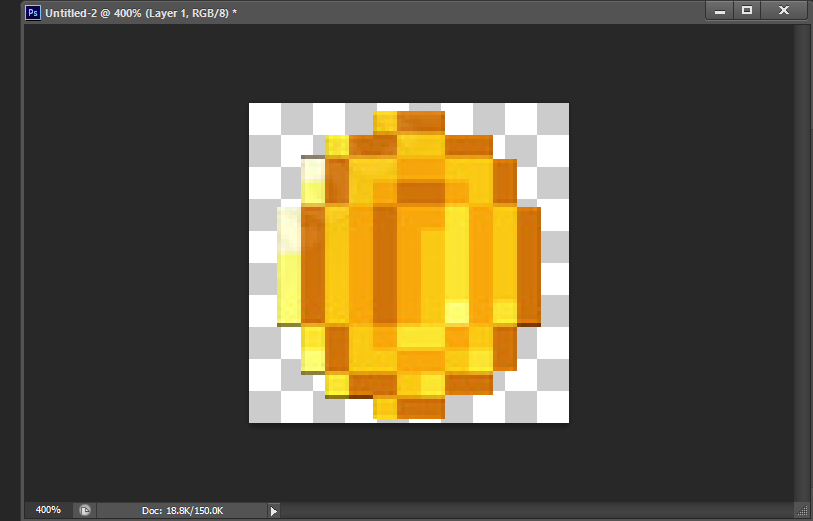 Ps Untitled-2 @ 400% (Layer 1, RGB/8) *
400% Doc: 18.8K/150.0K